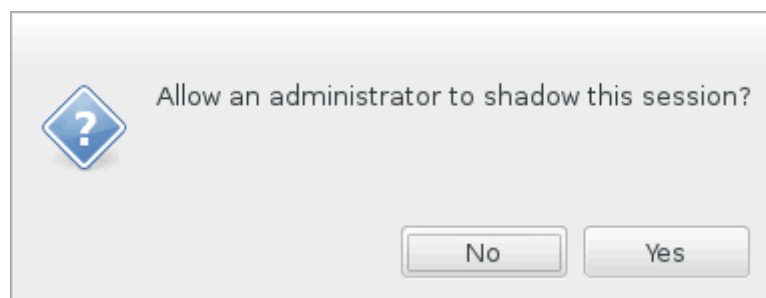 Allow an administrator to shadow this session?
?
No Yes